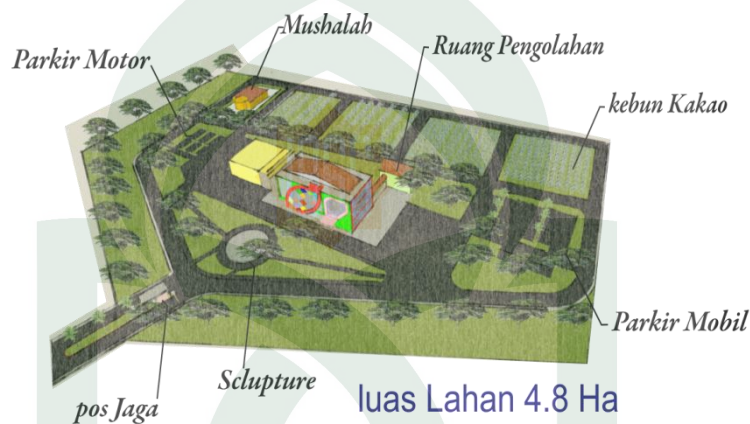 Mushalah
Parkir Motor
Ruang Pengolahan
kebun Kakao
Parkir Mobil
Sclupture
pos Jaga
luas Lahan 4.8 Ha